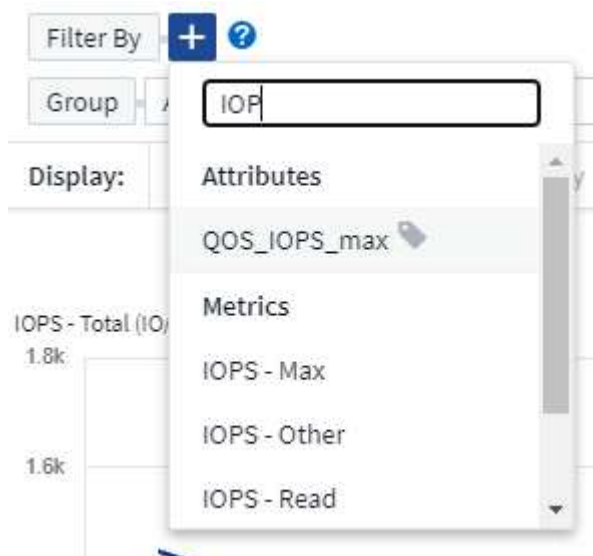 Filter By + ?
Group
IOP
Display:
Attributes
QOS_IOPS_max
Metrics
IOPS - Total (IO/
1.8k
IOPS - Max
IOPS - Other
1.6k
IOPS - Read